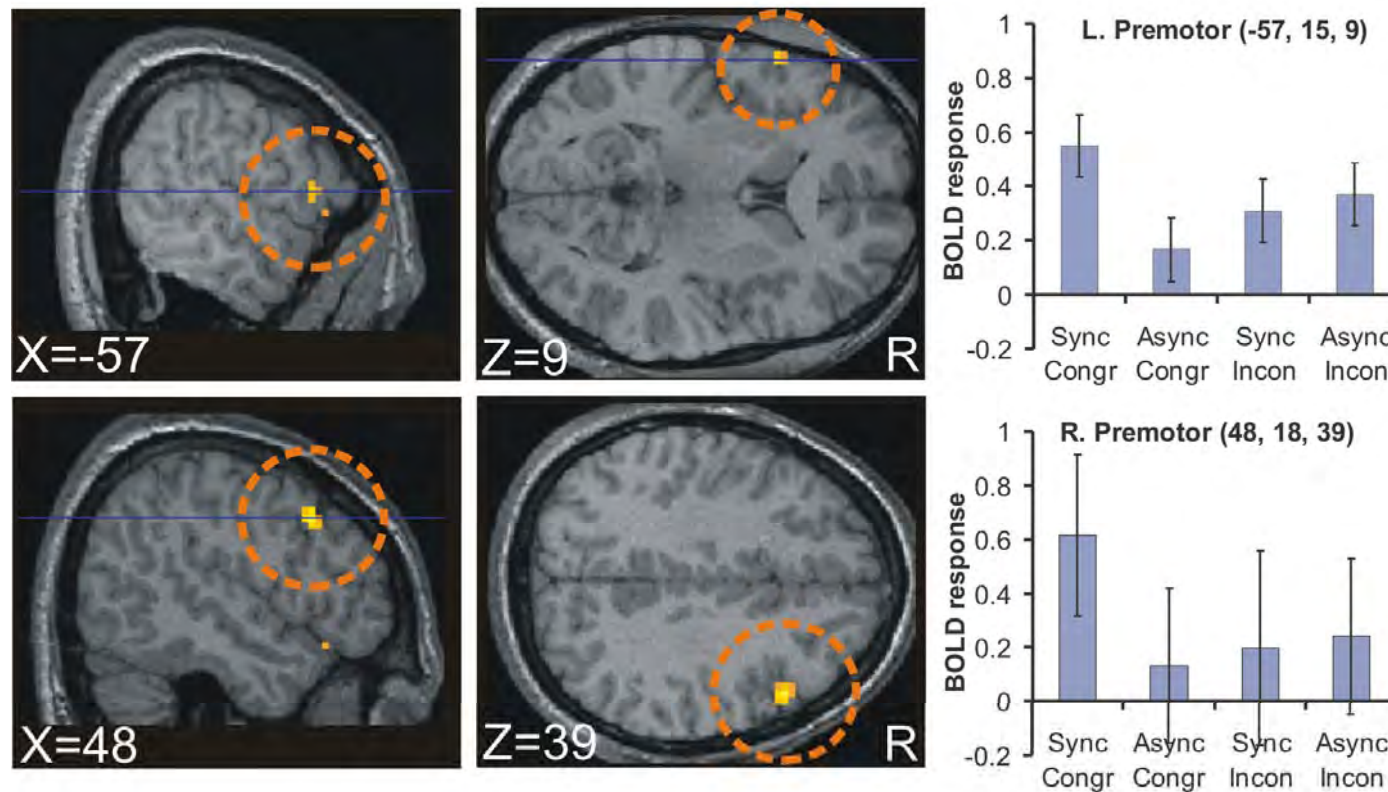 X=-57
Z=9
R
L. Premotor (-57, 15, 9)
BOLD response
1
0.8
0.6
0.4
0.2
0
-0.2
Sync Async Sync Async
Congr Congr Incon Incon
X=48
Z=39
R
R. Premotor (48, 18, 39)
BOLD response
1
0.8
0.6
0.4
0.2
0
-0.2
Sync Async Sync Async
Congr Congr Incon Incon